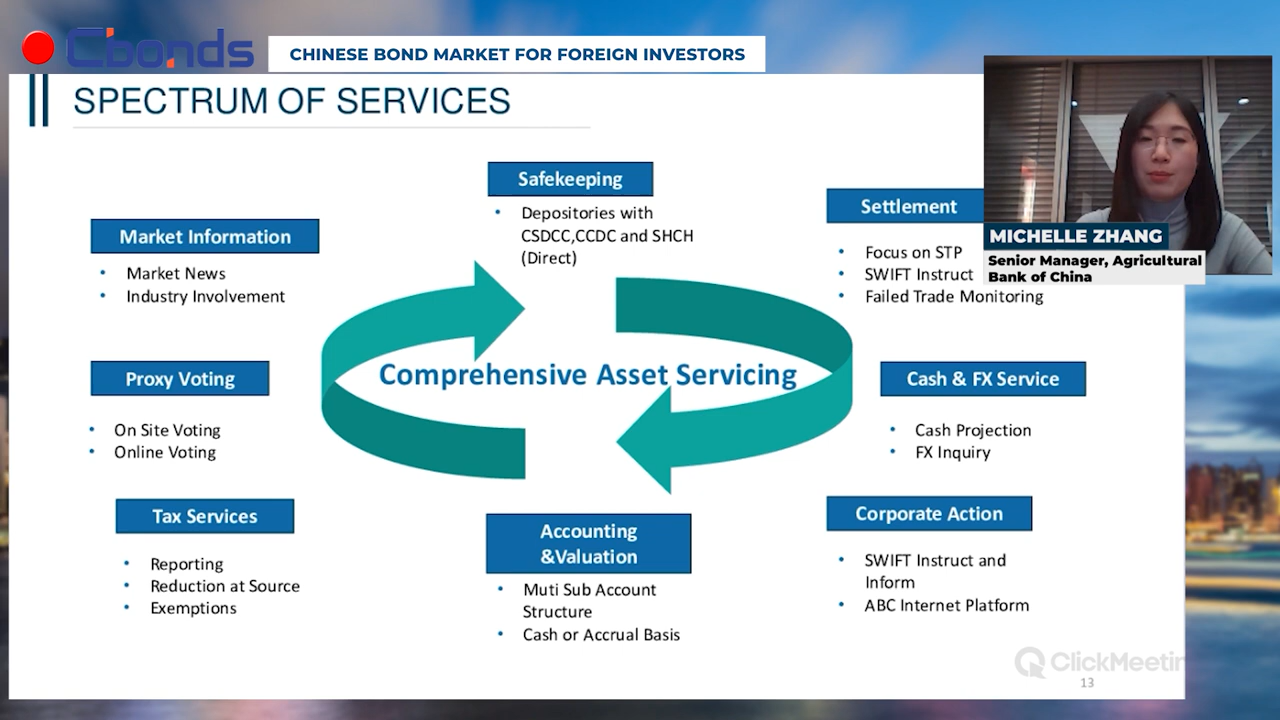 Cbonds
CHINESE BOND MARKET FOR FOREIGN INVESTORS
SPECTRUM OF SERVICES
Safekeeping
• Depositories with
CSDCC,CCDC and SHCH
(Direct)
Settlement
• Focus on STP
• SWIFT Instruct
• Failed Trade Monitoring
MICHELLE ZHANG
Senior Manager, Agricultural
Bank of China
Market Information
• Market News
• Industry Involvement
Comprehensive Asset Servicing
Proxy Voting
• On Site Voting
• Online Voting
Cash & FX Service
• Cash Projection
• FX Inquiry
Tax Services
• Reporting
• Reduction at Source
• Exemptions
Accounting
&Valuation
• Muti Sub Account
Structure
• Cash or Accrual Basis
Corporate Action
• SWIFT Instruct and
Inform
• ABC Internet Platform
ClickMeetin
13